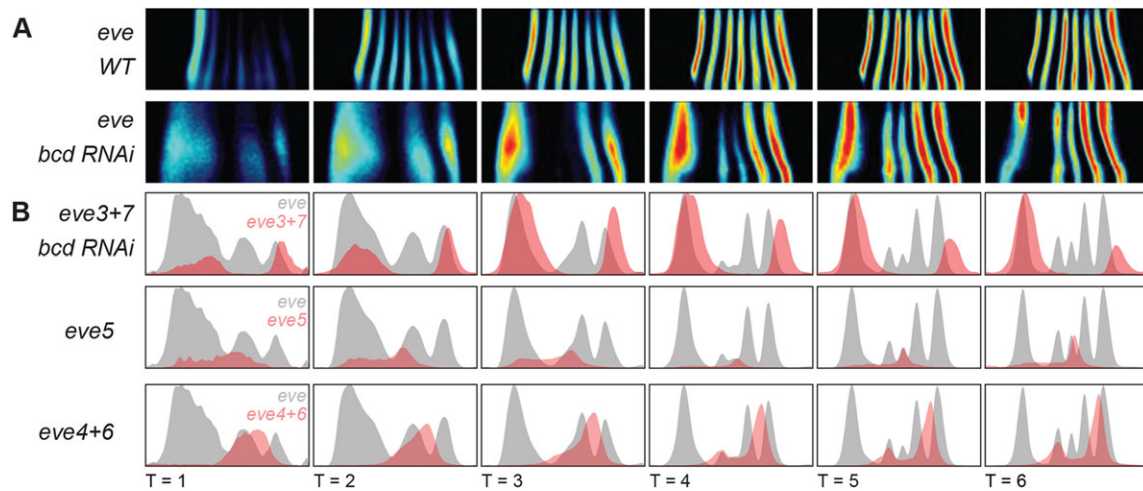 A
eve
WT
eve
bcd RNAi
B
eve3+7
bcd RNAi
eve
eve3+7
eve5
eve
eve5
eve4+6
eve
eve4+6
T = 1
T = 2
T = 3
T = 4
T = 5
T = 6